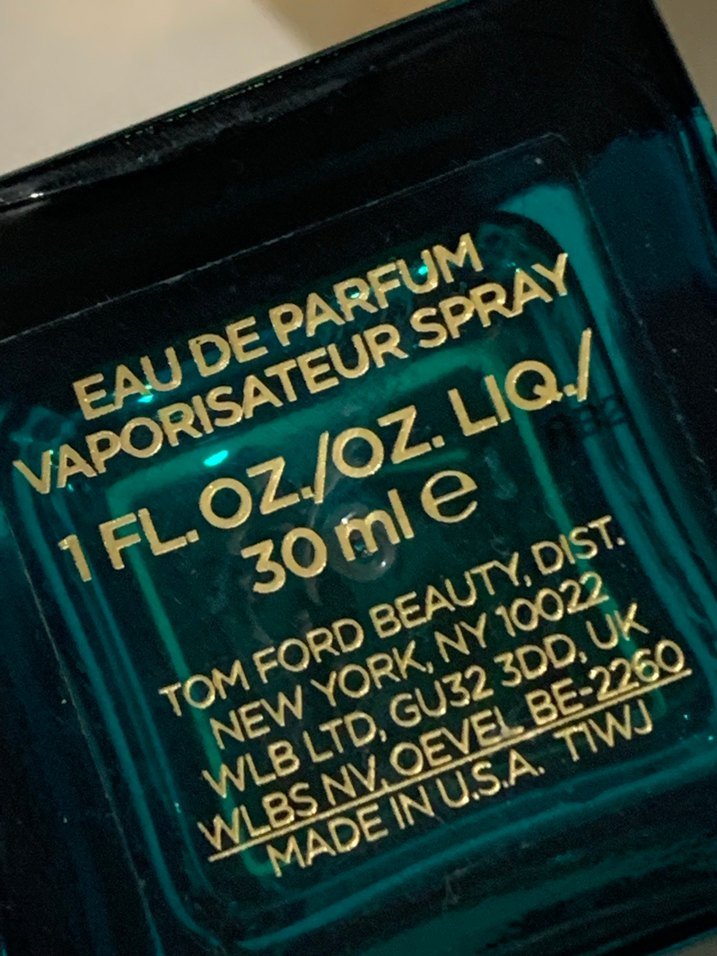 EAU DE PARFUM
VAPORISATEUR SPRAY
1 FL. OZ./OZ. LIQ./
30 ml e
TOM FORD BEAUTY, DIST.
NEW YORK, NY 10022
WLB LTD, GU32 3DD, UK
WLBS NV, OEVEL BE-2260
MADE IN U.S.A. T1WJ